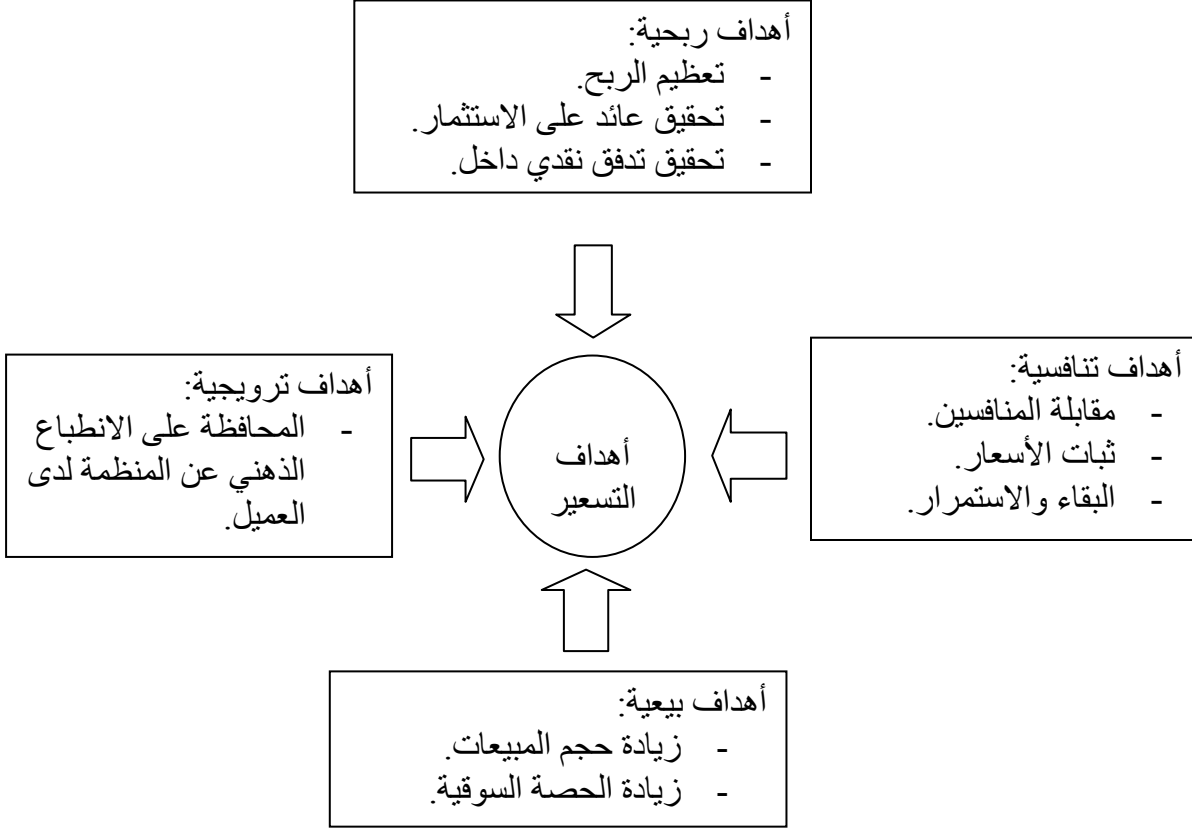 أهداف ربحية:
- تعظيم الربح.
- تحقيق عائد على الاستثمار.
- تحقيق تدفق نقدي داخل.
أهداف تنافسية:
- مقابلة المنافسين.
- ثبات الأسعار.
- البقاء والاستمرار.
أهداف
التسعير
أهداف ترويجية:
- المحافظة على الانطباع
الذهني عن المنظمة لدى
العميل.
أهداف بيعية:
- زيادة حجم المبيعات.
- زيادة الحصة السوقية.